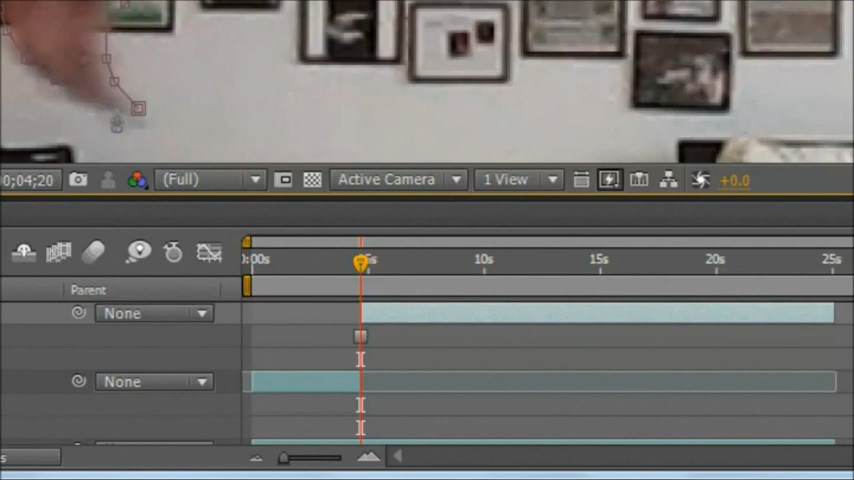 0;04;20 (Full) Active Camera 1 View +0.0
0:00s 5s 10s 15s 20s 25s
Parent
None
None
s